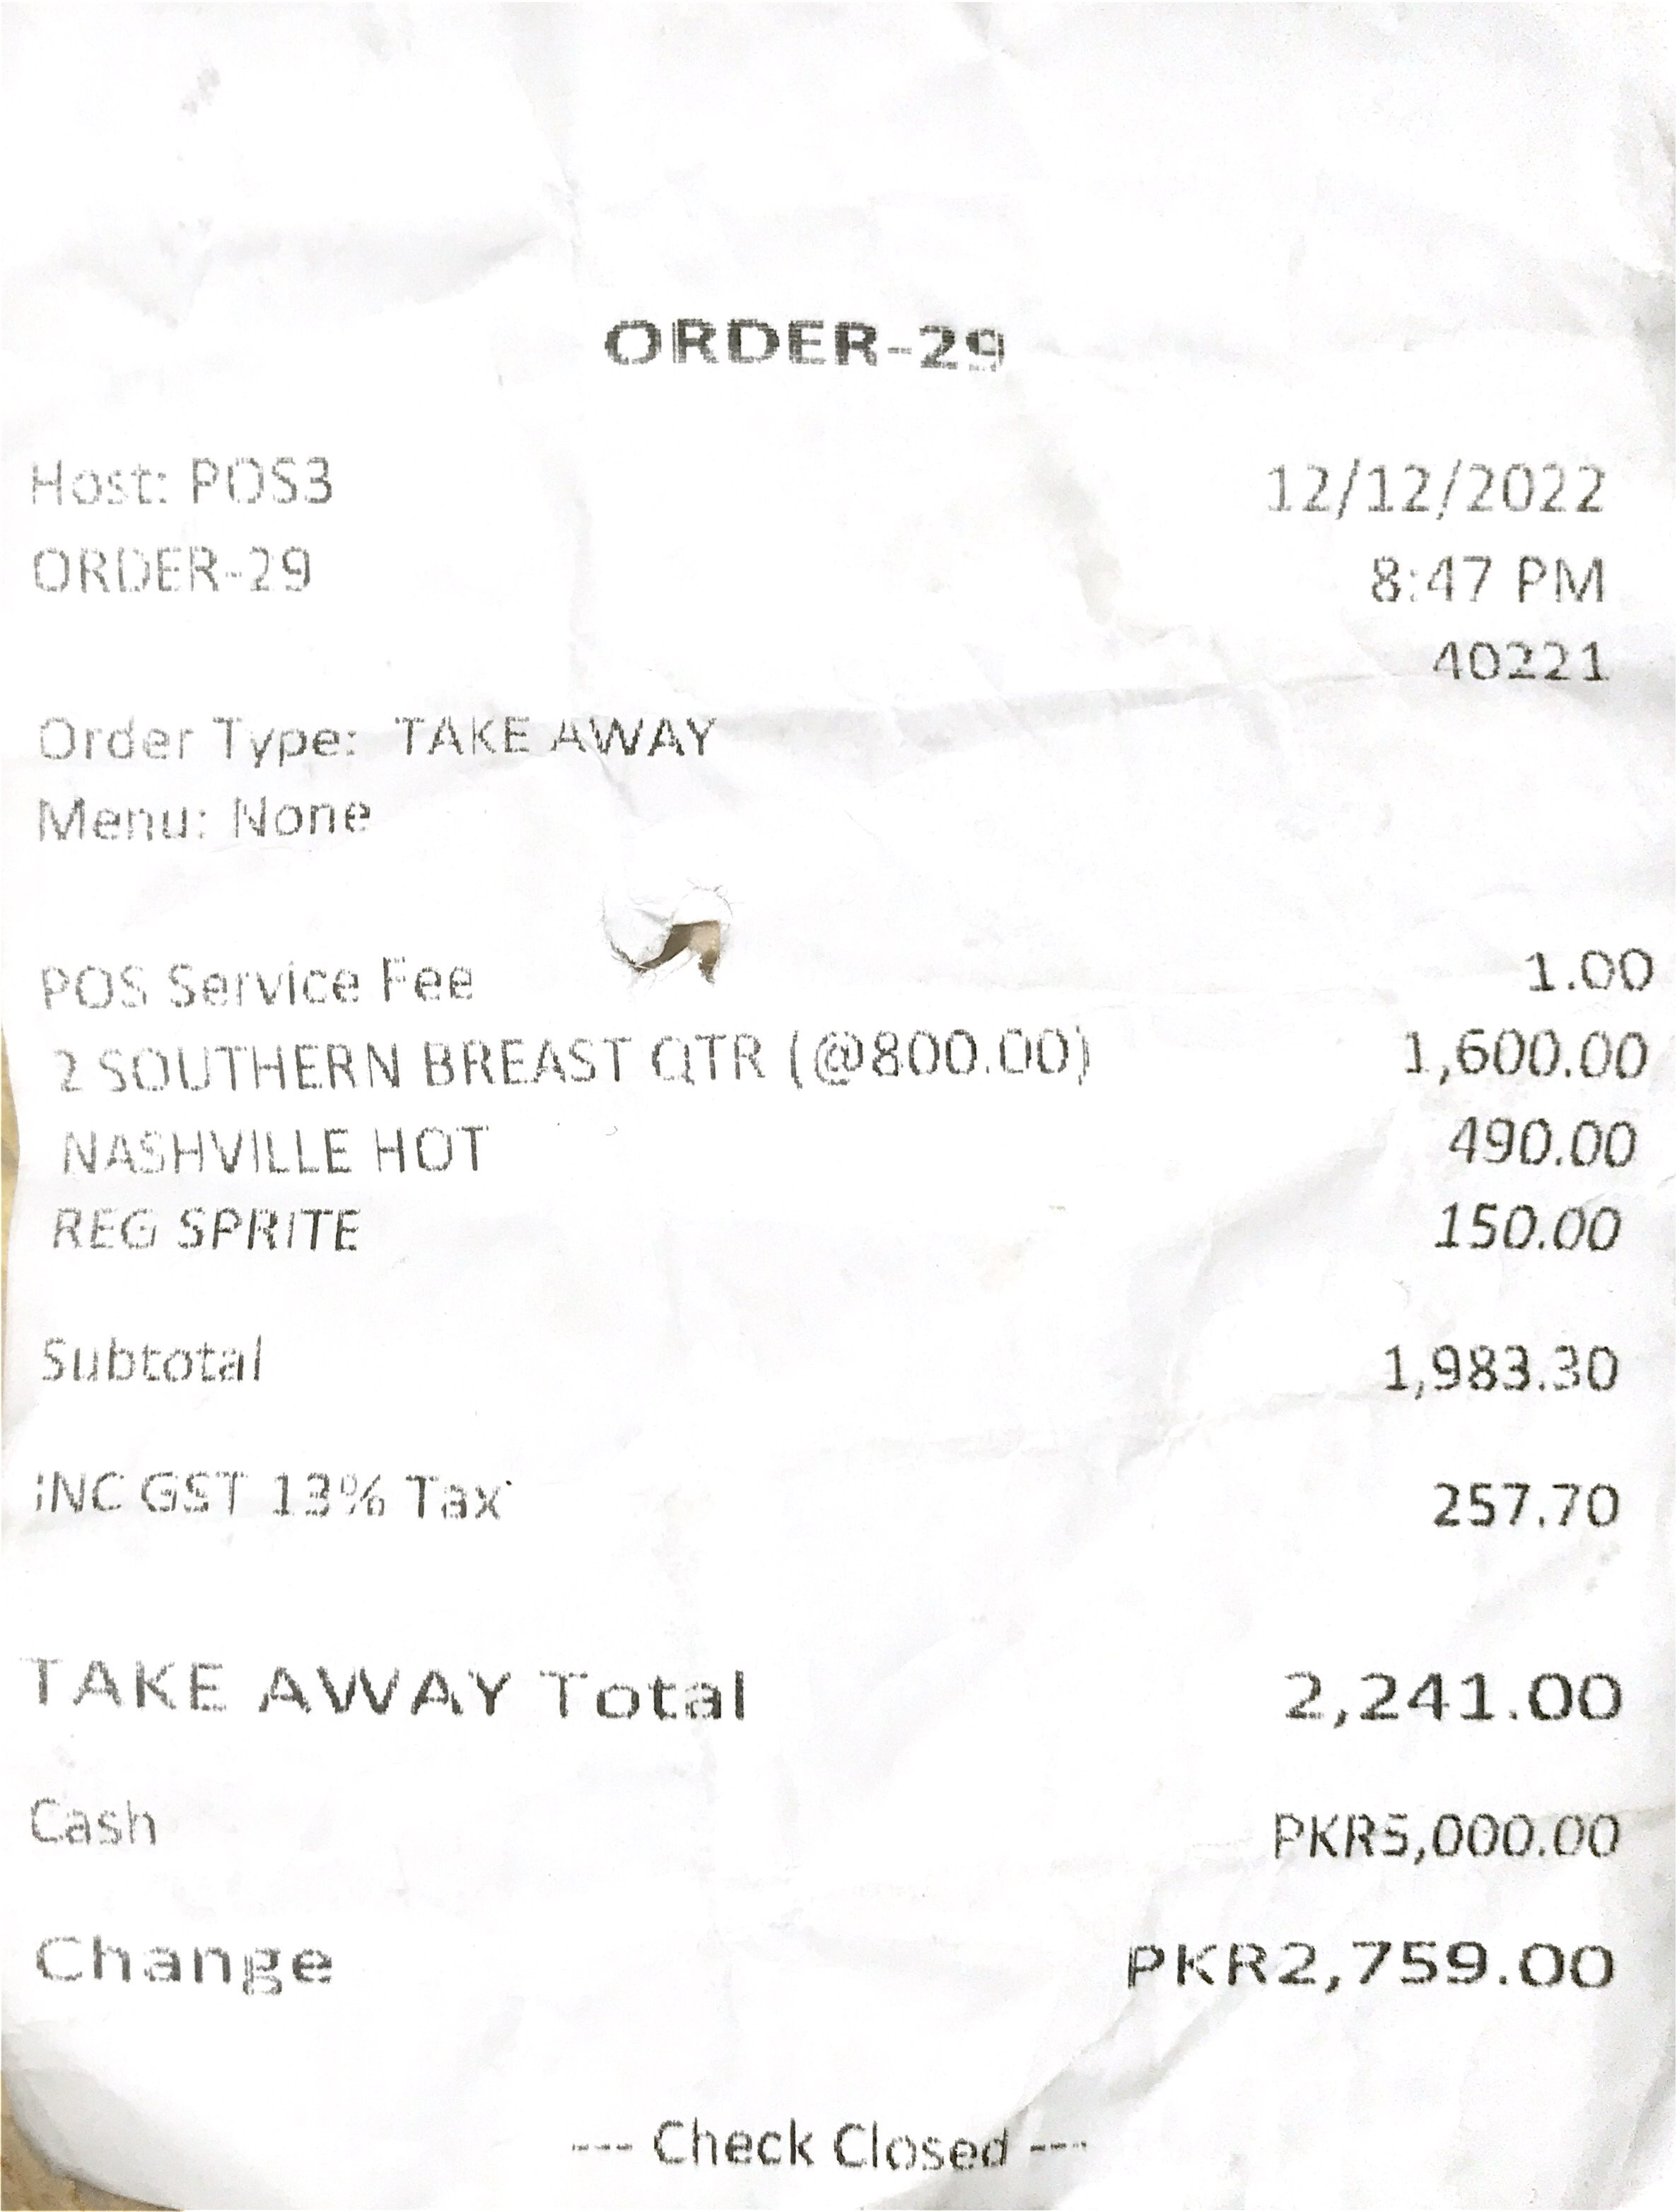 ORDER-29
Host: POS3 12/12/2022
ORDER-29 8:47 PM
40221
Order Type: TAKE AWAY
Menu: None
POS Service Fee 1.00
2 SOUTHERN BREAST QTR (@800.00) 1,600.00
NASHVILLE HOT 490.00
REG SPRITE 150.00
Subtotal 1,983.30
INC GST 13% Tax 257.70
TAKE AWAY Total 2,241.00
Cash PKR5,000.00
Change PKR2,759.00
--- Check Closed ---